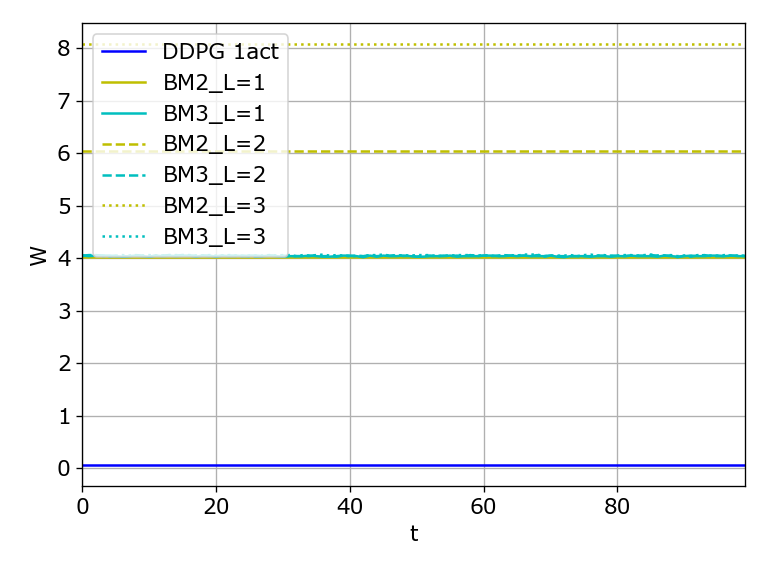 8
7
6
5
4
3
2
1
0
W
DDPG 1act
BM2_L=1
BM3_L=1
BM2_L=2
BM3_L=2
BM2_L=3
BM3_L=3
0 20 40 60 80
t